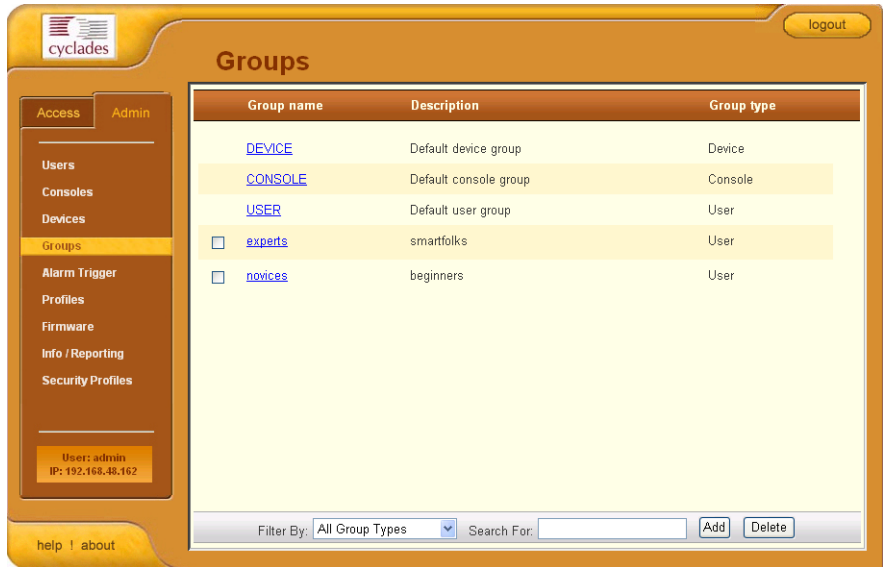 cyclades
logout
Groups
Access Admin
Users
Consoles
Devices
Groups
Alarm Trigger
Profiles
Firmware
Info / Reporting
Security Profiles
User: admin
IP: 192.168.48.162
help ! about
Group name Description Group type
DEVICE Default device group Device
CONSOLE Default console group Console
USER Default user group User
experts smartfolks User
novices beginners User
Filter By: All Group Types Search For: Add Delete